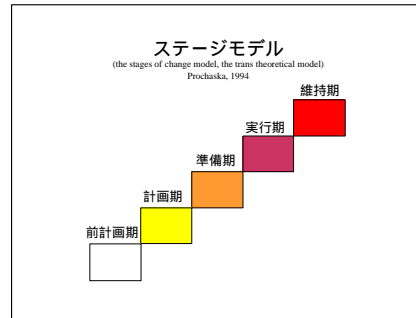 ステージモデル
(the stages of change model, the trans theoretical model)
Prochaska, 1994
維持期
実行期
準備期
計画期
前計画期